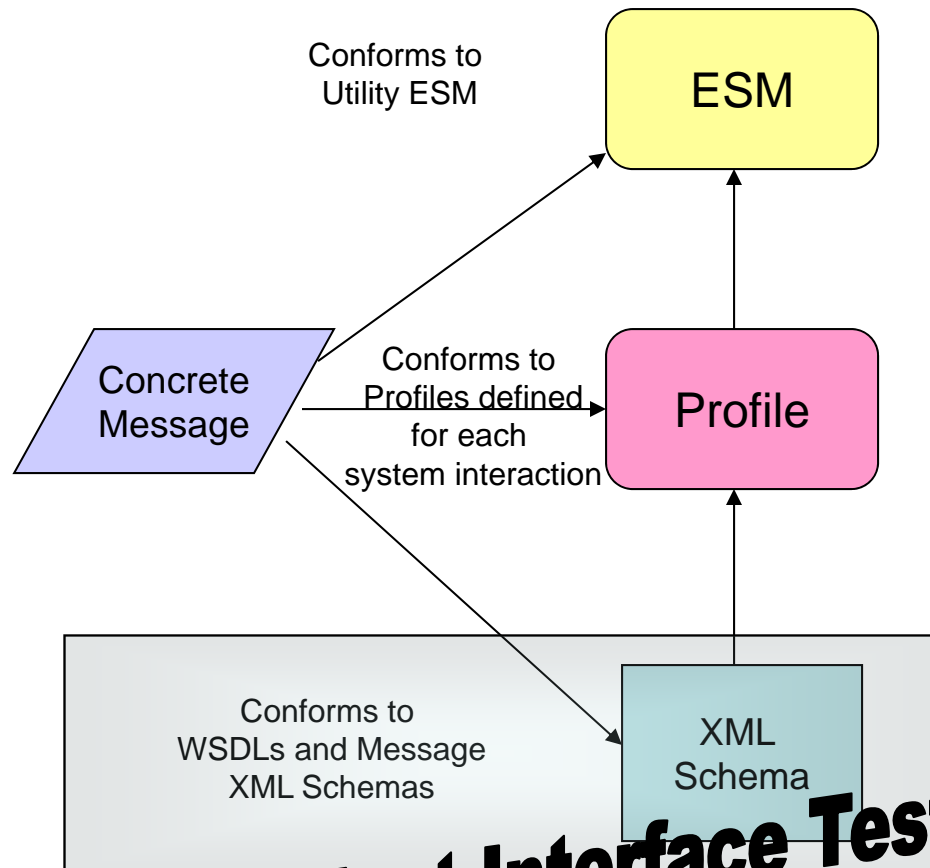 Conforms to
Utility ESM
ESM
Concrete
Message
Conforms to
Profiles defined
for each
system interaction
Profile
Conforms to
WSDLs and Message
XML Schemas
XML
Schema
Interface